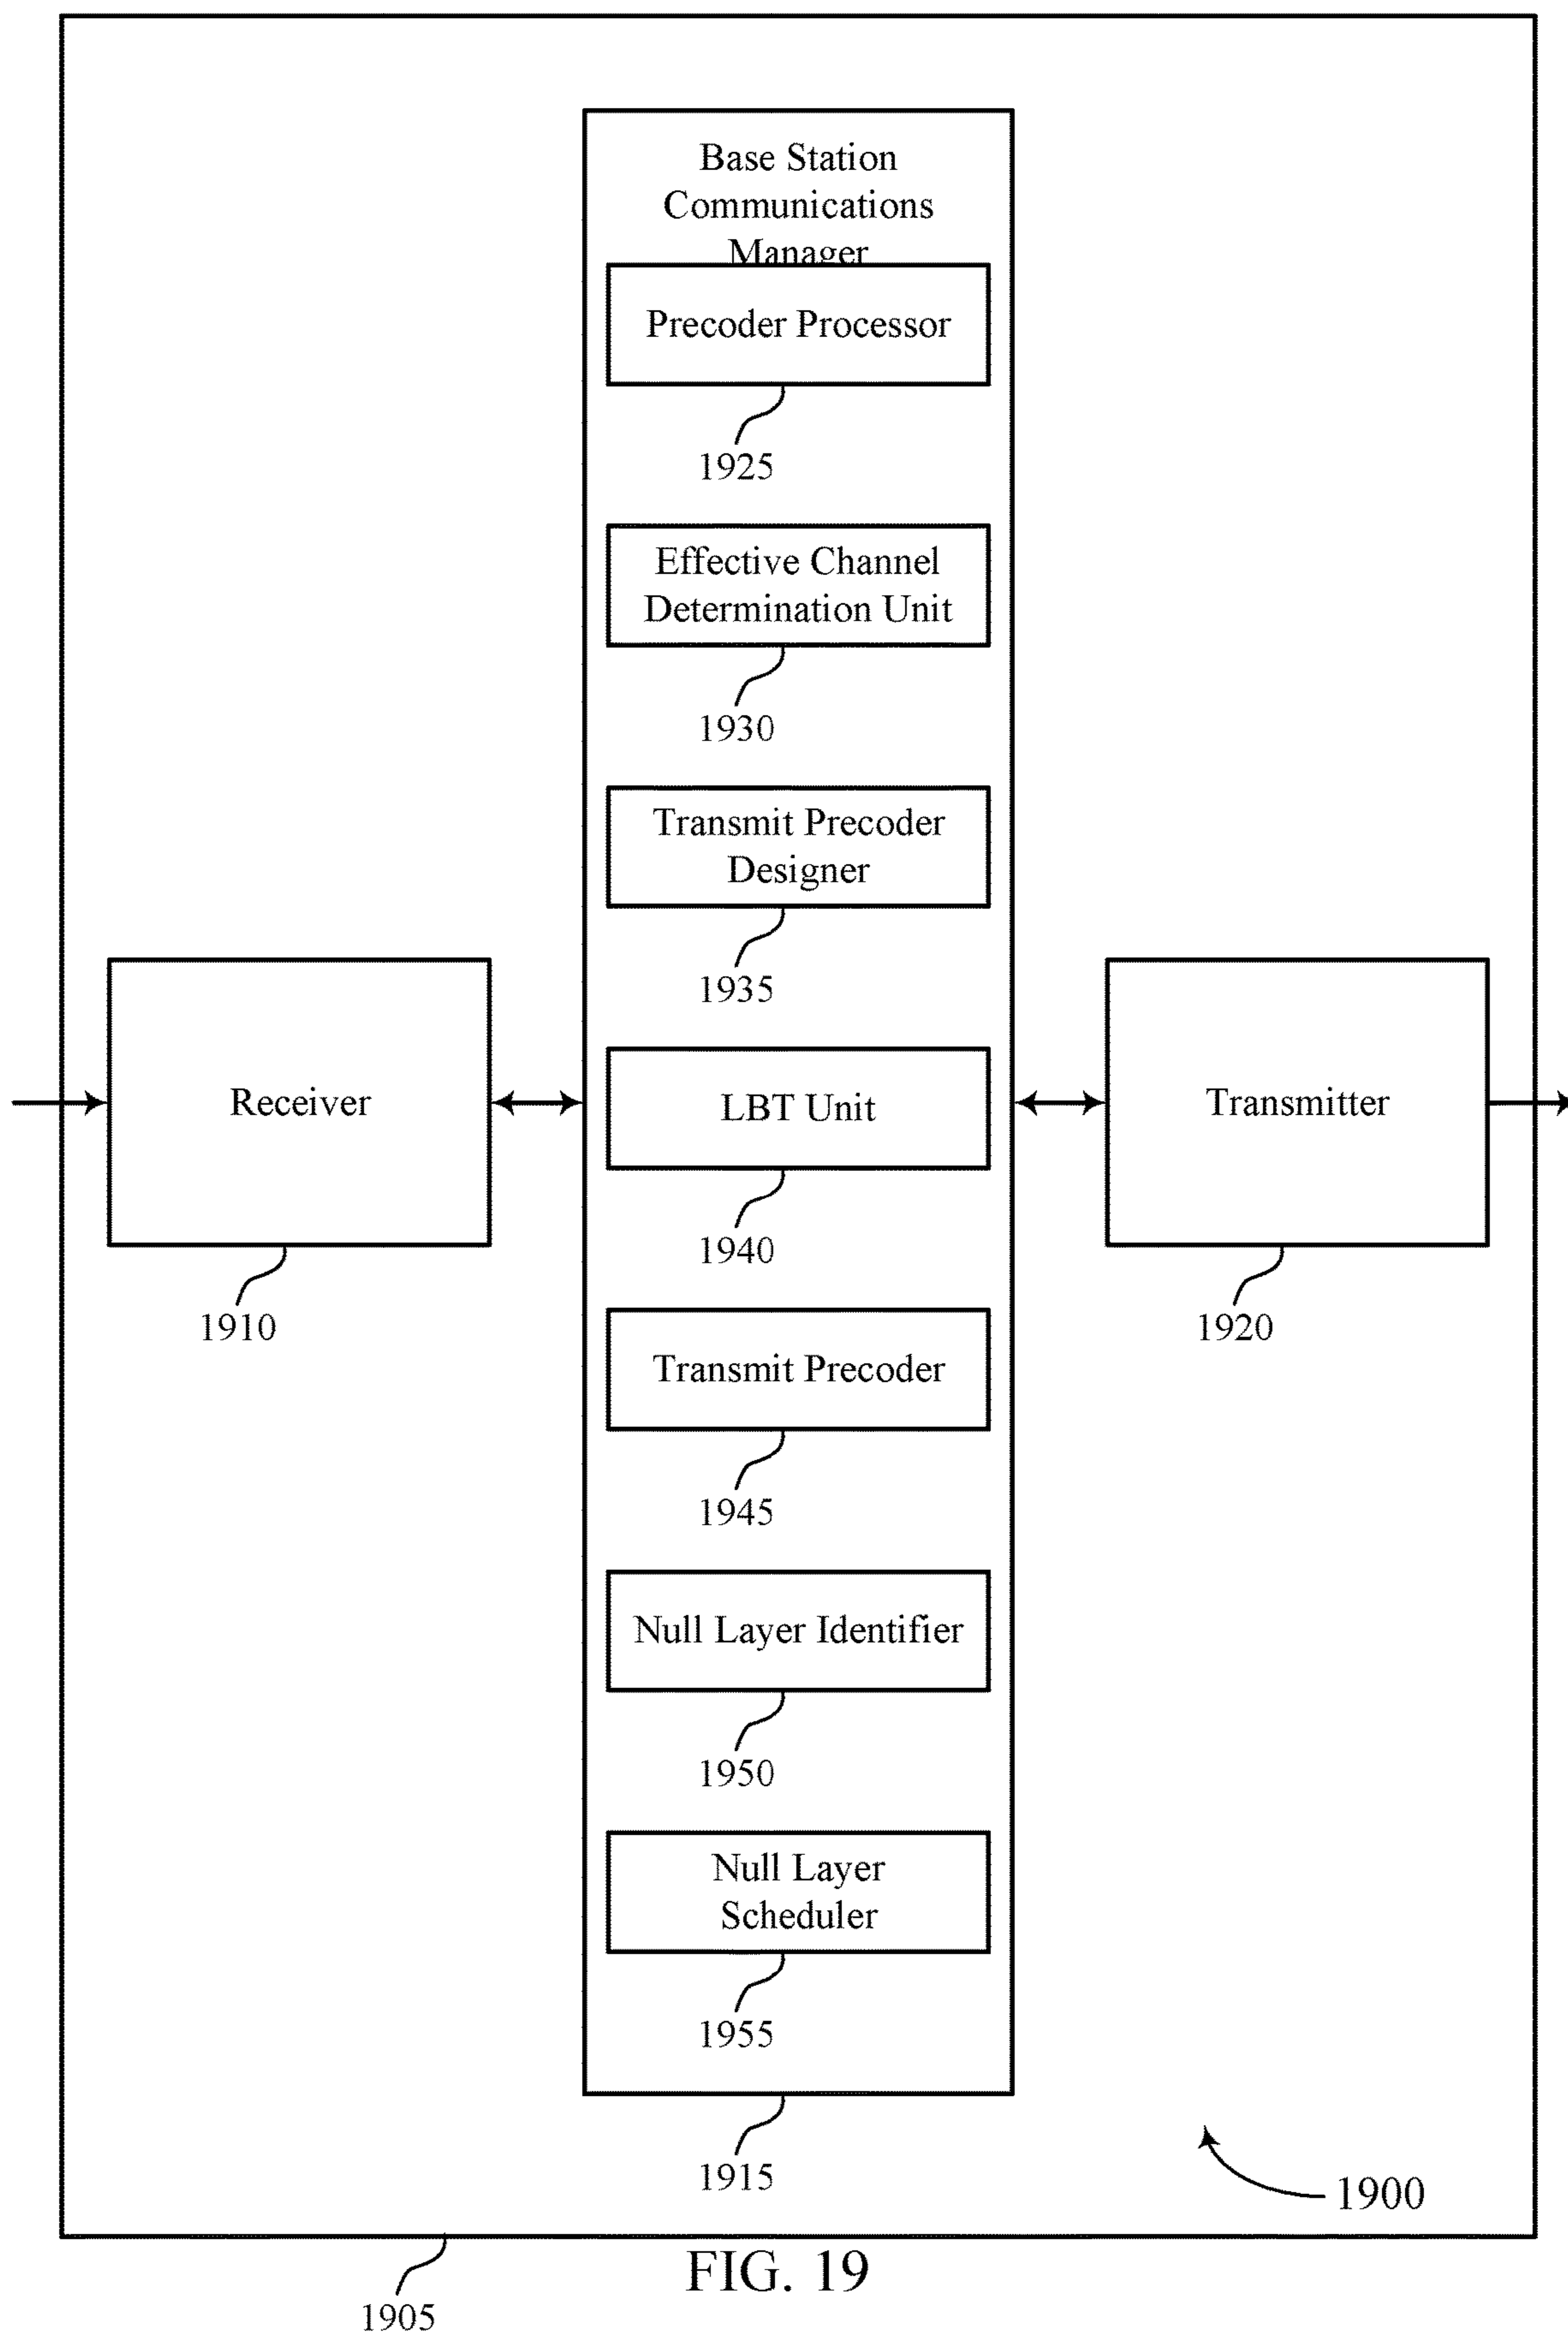 Base Station
Communications
Manager
Precoder Processor
1925
Effective Channel
Determination Unit
1930
Transmit Precoder
Designer
1935
Receiver
1910
LBT Unit
1940
Transmitter
1920
Transmit Precoder
1945
Null Layer Identifier
1950
Null Layer
Scheduler
1955
1915
1900
1905
FIG. 19